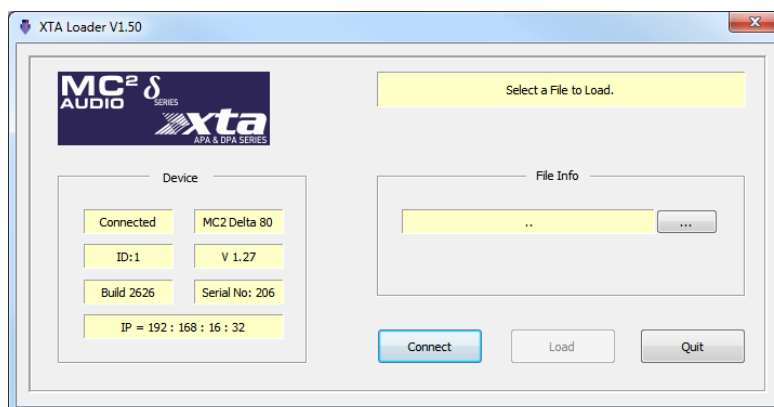 XTA Loader V1.50
MC² δ
AUDIO SERIES
xta
APA & DPA SERIES
Select a File to Load.
Device
Connected
MC2 Delta 80
ID:1
V 1.27
Build 2626
Serial No: 206
IP = 192 : 168 : 16 : 32
File Info
..
...
Connect
Load
Quit